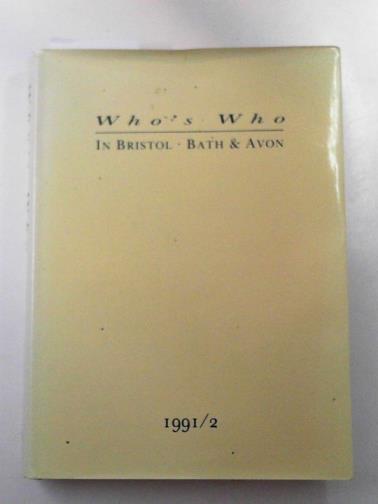 Who's Who
IN BRISTOL · BATH & AVON
1991/2